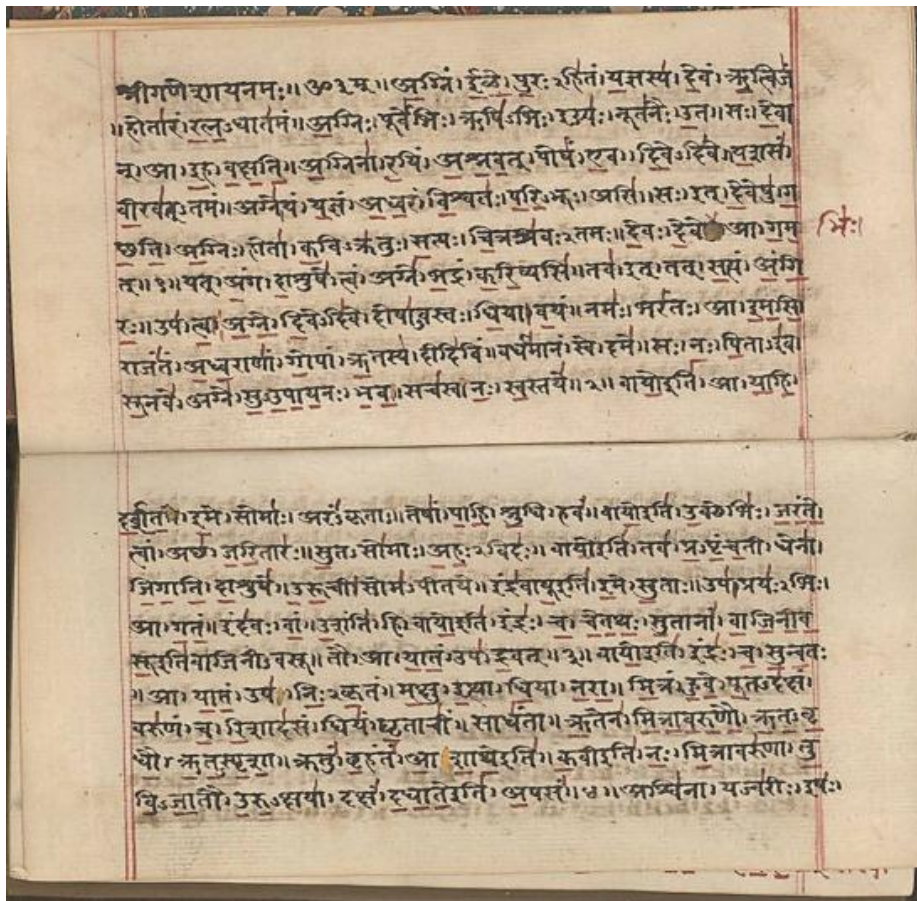 श्रीगणेशायनमः॥ॐ३म्॥अग्निं।ईळे।पुरःऽहितं।यज्ञस्य।देवं।ऋत्विजं
॥होतारं।रत्नऽधातमं॥अग्निः।पूर्वेभिः।ऋषिऽभिः।ईड्यः।नूतनैः।उत।सः।देवा
न्।आ।इह।वक्षति॥अग्निना।रयिं।अश्नवत्।पोषं।एव।दिवेऽदिवे॥यशसं
वीरवत्ऽतमं॥अग्ने।यं।यज्ञं।अध्वरं।विश्वतः।परिऽभूः।असि॥सः।इत्।देवेषु।ग
छति।अग्निः।होता।कविऽक्रतुः।सत्यः।चित्रश्रवःऽतमः॥देवः।देवे।आ।गम
भिः।
त्॥१॥यत्।अंग।दाशुषे।त्वं।अग्ने।भद्रं।करिष्यसि॥तव।इत्।तत्।सत्यं।अंगि
रः॥उप।त्वा।अग्ने।दिवेऽदिवे।दोषाऽवस्तः।धिया।वयं॥नमः।भरंतः।आ।इमसि
राजंतं।अध्वराणां।गोपां।ऋतस्य।दीदिविं॥वर्धमानं।स्वे।दमे॥सः।नः।पिताऽइव
सूनवे।अग्ने।सुऽउपायनः।भव॥सचस्व।नः।स्वस्तये॥२॥वायोइति।आ।याहि
दर्शत।इमे।सोमाः।अरंऽकृताः॥तेषां।पाहि।श्रुधि।हवं॥वायोइति।उक्थेभिः।जरंते
त्वां।अछ।जरितारः॥सुतऽसोमाः।अहःऽविदः॥वायोइति।तव।प्रऽपृंचती।धेना
जिगाति।दाशुषे॥उरूची।सोमऽपीतये॥इंद्रवायूइति।इमे।सुताः॥उप।प्रयःऽभिः।
आ।गतं॥इंदवः।वां।उशंति।हि।वायोइति।इंद्रः।च।चेतथः।सुतानां।वाजिनीव
सूइतिवाजिनीऽवसू॥तौ।आ।यातं।उप।द्रवत्॥३॥वायोइति।इंद्रः।च।सुन्वतः
॥आ।यातं।उप।निःऽकृतं॥मक्षु।इत्था।धिया।नरा॥मित्रं।हुवे।पूतऽदक्षं
वरुणं।च।रिशादसं।धियं।घृताचीं।साधंता॥ऋतेन।मित्रावरुणौ।ऋतऽवृ
धौ।ऋतऽस्पृशा॥क्रतुं।बृहंतं।आशाथेइति॥कवीइति।नः।मित्रावरुणा।तु
विऽजातौ।उरुऽक्षया।दक्षं।दधातेइति।अपसं॥४॥अश्विना।यज्वरीः।इषः।